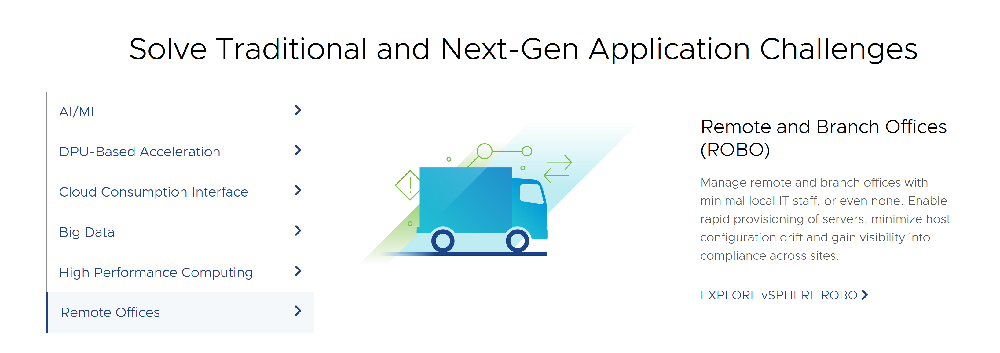 Solve Traditional and Next-Gen Application Challenges
AI/ML
DPU-Based Acceleration
Cloud Consumption Interface
Big Data
High Performance Computing
Remote Offices
Remote and Branch Offices
(ROBO)
Manage remote and branch offices with
minimal local IT staff, or even none. Enable
rapid provisioning of servers, minimize host
configuration drift and gain visibility into
compliance across sites.
EXPLORE vSPHERE ROBO